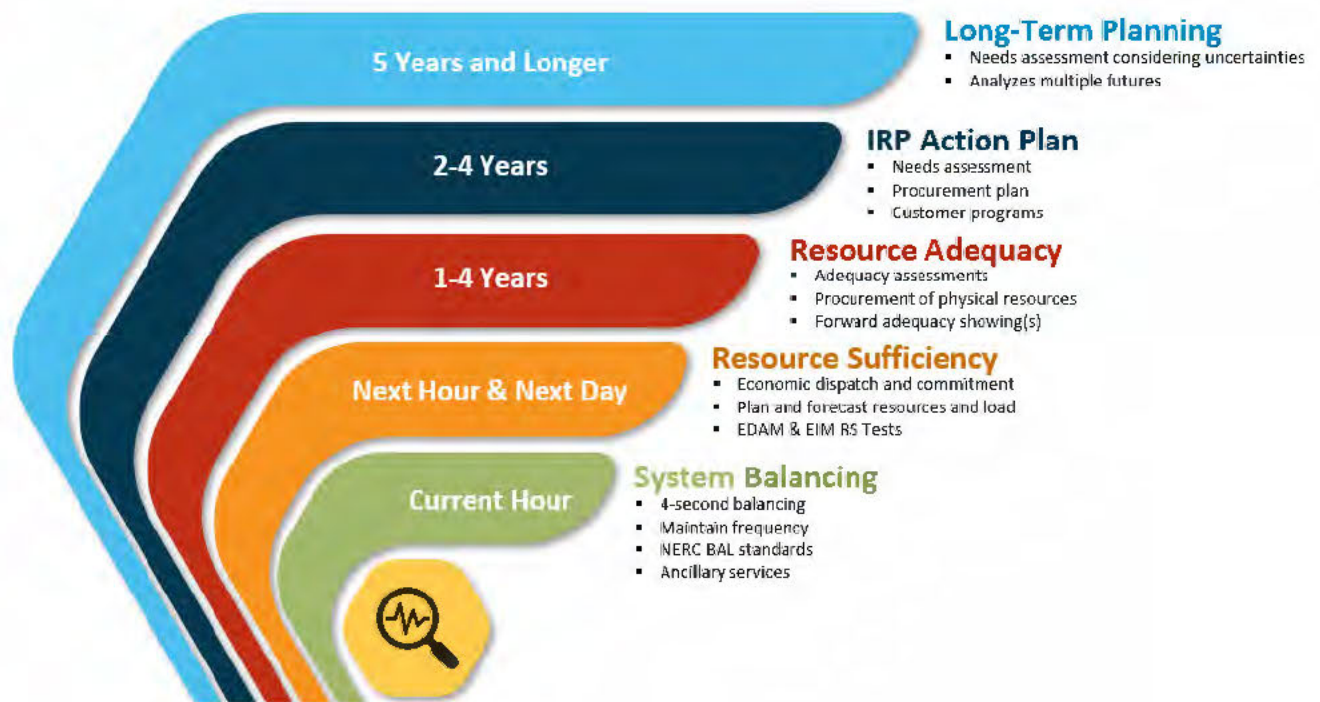 5 Years and Longer
Long-Term Planning
▪ Needs assessment considering uncertainties
▪ Analyzes multiple futures
2-4 Years
IRP Action Plan
▪ Needs assessment
▪ Procurement plan
▪ Customer programs
1-4 Years
Resource Adequacy
▪ Adequacy assessments
▪ Procurement of physical resources
▪ Forward adequacy showing(s)
Next Hour & Next Day
Resource Sufficiency
▪ Economic dispatch and commitment
▪ Plan and forecast resources and load
▪ EDAM & EIM RS Tests
Current Hour
System Balancing
▪ 4-second balancing
▪ Maintain frequency
▪ NERC BAL standards
▪ Ancillary services